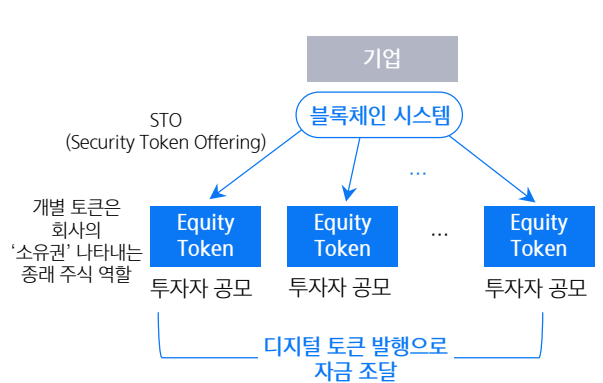 기업
블록체인 시스템
STO
(Security Token Offering)
...
개별 토큰은
회사의
‘소유권’ 나타내는
종래 주식 역할
Equity
Token
Equity
Token
...
Equity
Token
투자자 공모
투자자 공모
투자자 공모
디지털 토큰 발행으로
자금 조달